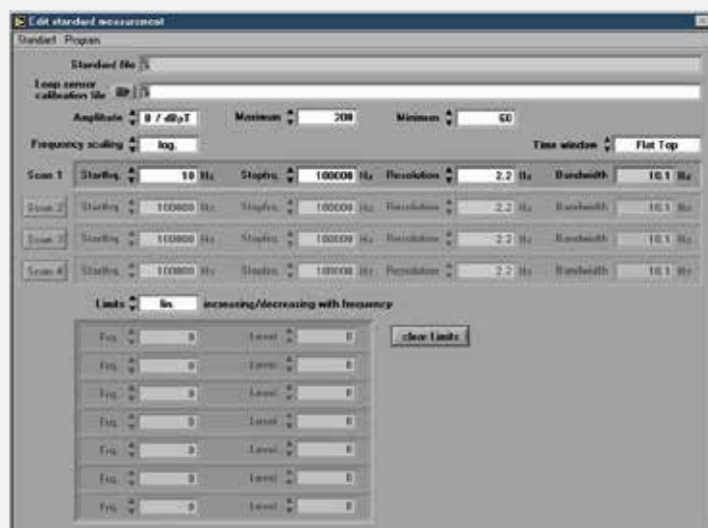 Edit standard measurement
Standard Program
Standard file %
Loop sensor
calibration file %
Amplitude B / dBpT Maximum 200 Minimum 60
Frequency scaling log. Time window Flat Top
Scan 1 Startfrq. 10 Hz Stopfrq. 100000 Hz Resolution 2.2 Hz Bandwidth 10.1 Hz
Scan 2 Startfrq. 100000 Hz Stopfrq. 100000 Hz Resolution 2.2 Hz Bandwidth 10.1 Hz
Scan 3 Startfrq. 100000 Hz Stopfrq. 100000 Hz Resolution 2.2 Hz Bandwidth 10.1 Hz
Scan 4 Startfrq. 100000 Hz Stopfrq. 100000 Hz Resolution 2.2 Hz Bandwidth 10.1 Hz
Limits lin. increasing/decreasing with frequency
Frq. 0 Level 0 clear Limits
Frq. 0 Level 0
Frq. 0 Level 0
Frq. 0 Level 0
Frq. 0 Level 0
Frq. 0 Level 0
Frq. 0 Level 0